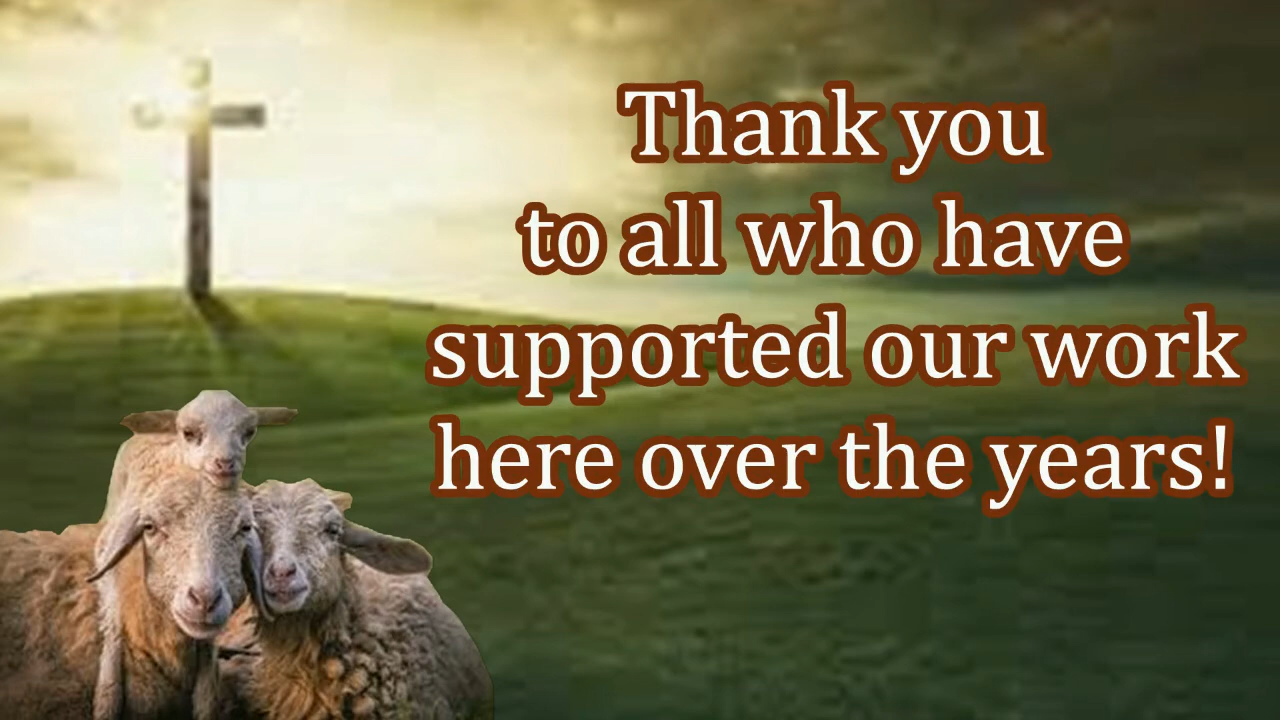 Thank you
to all who have
supported our work
here over the years!